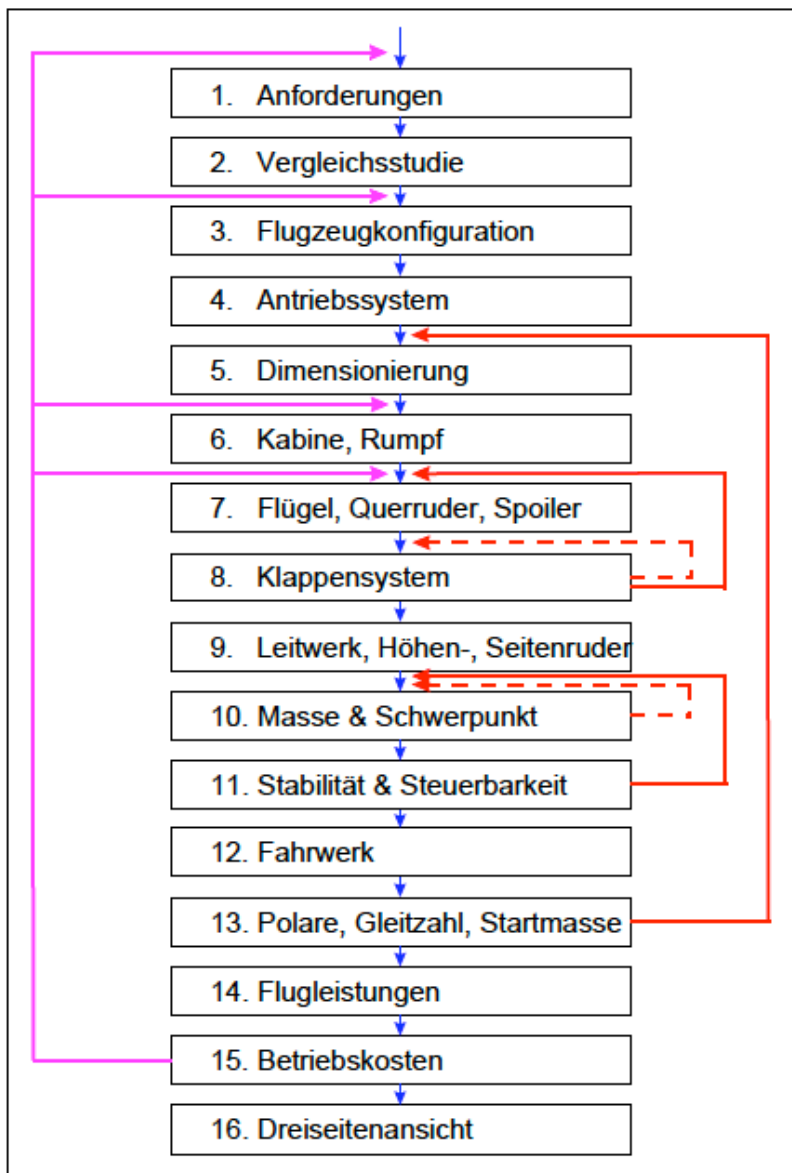 1. Anforderungen
2. Vergleichsstudie
3. Flugzeugkonfiguration
4. Antriebssystem
5. Dimensionierung
6. Kabine, Rumpf
7. Flügel, Querruder, Spoiler
8. Klappensystem
9. Leitwerk, Höhen-, Seitenruder
10. Masse & Schwerpunkt
11. Stabilität & Steuerbarkeit
12. Fahrwerk
13. Polare, Gleitzahl, Startmasse
14. Flugleistungen
15. Betriebskosten
16. Dreiseitenansicht